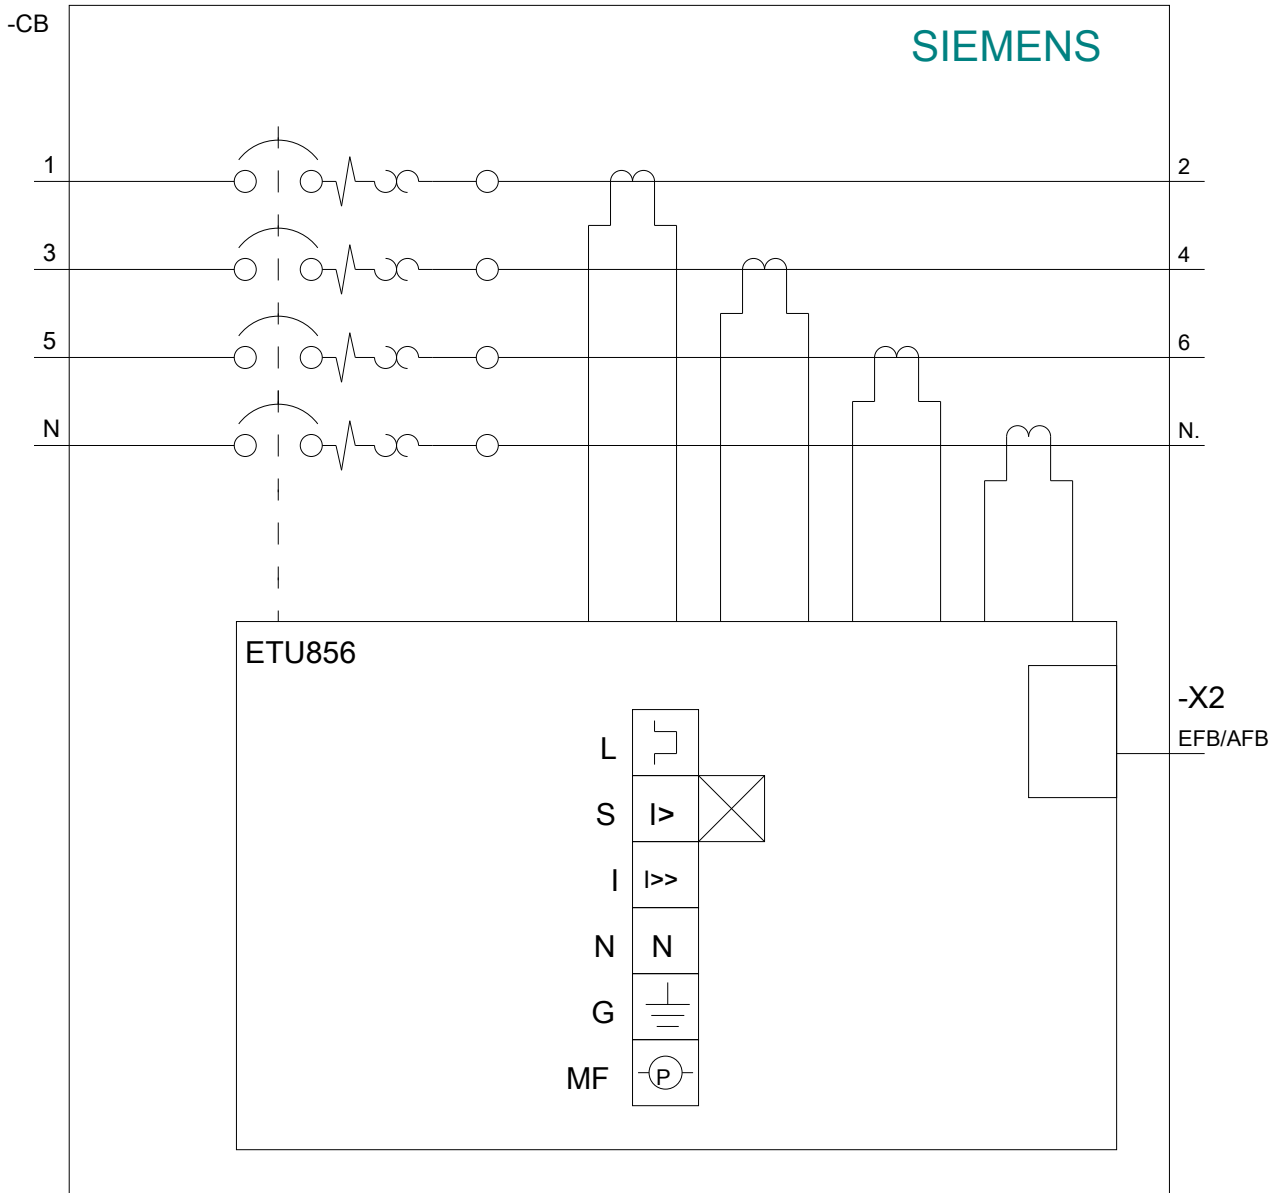 -CB
SIEMENS
1 2
3 4
5 6
N N.
ETU856
-X2
EFB/AFB
L
S I>
I I>>
N N
G
MF P